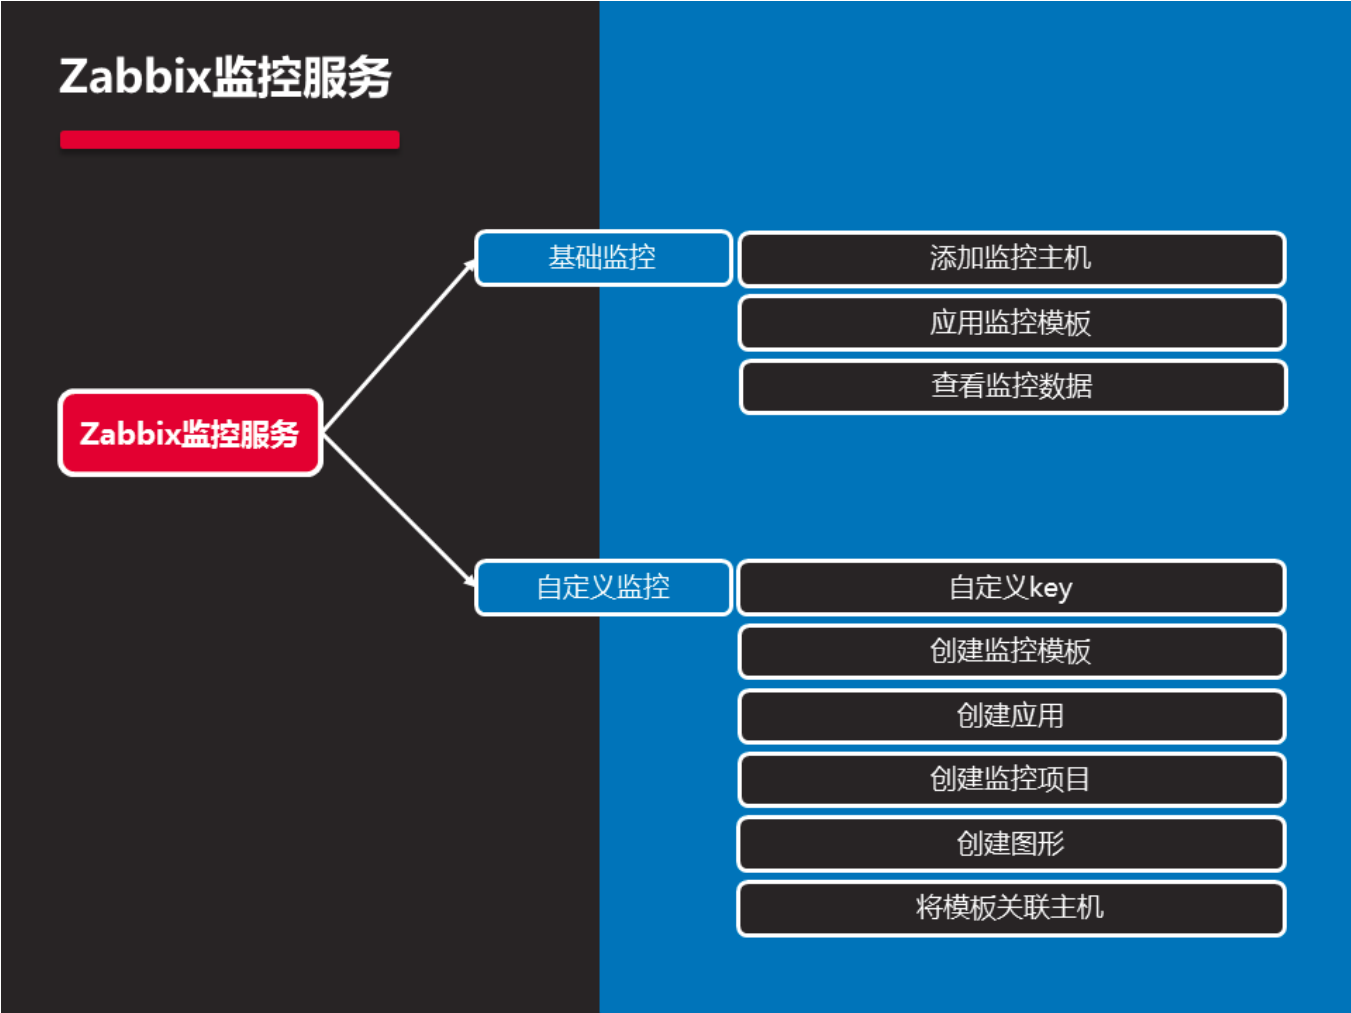 Zabbix监控服务
基础监控
添加监控主机
应用监控模板
查看监控数据
Zabbix监控服务
自定义监控
自定义key
创建监控模板
创建应用
创建监控项目
创建图形
将模板关联主机